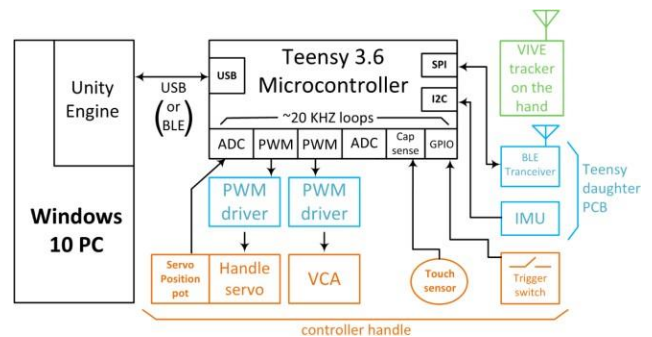 Unity
Engine
Windows
10 PC
USB
(or
BLE)
Teensy 3.6
Microcontroller
USB
SPI
I2C
~20 KHZ loops
ADC
PWM
PWM
ADC
Cap
sense
GPIO
VIVE
tracker
on the
hand
BLE
Tranceiver
IMU
Teensy
daughter
PCB
PWM
driver
PWM
driver
Servo
Position
pot
Handle
servo
VCA
Touch
sensor
Trigger
switch
controller handle